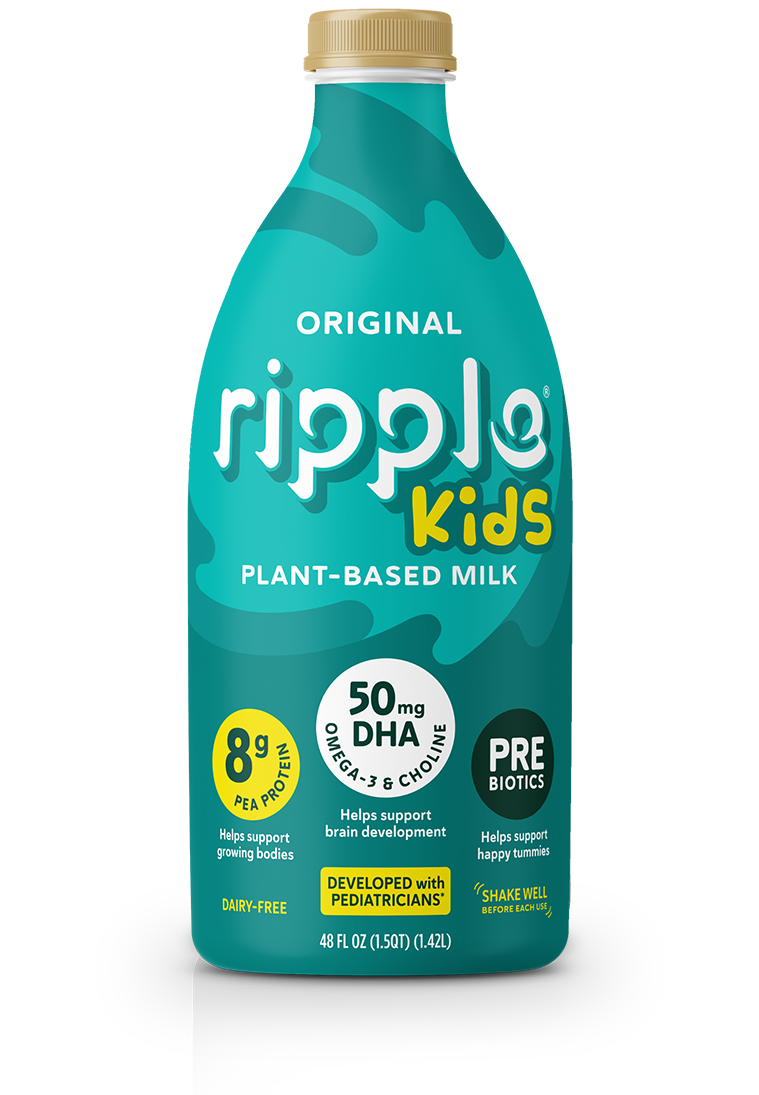 ORIGINAL
ripple®
Kids
PLANT-BASED MILK
50mg
DHA
OMEGA-3 & CHOLINE
Helps support
brain development
8g
PEA PROTEIN
Helps support
growing bodies
PRE
BIOTICS
Helps support
happy tummies
DAIRY-FREE
DEVELOPED with
PEDIATRICIANS*
SHAKE WELL
BEFORE EACH USE
48 FL OZ (1.5QT) (1.42L)